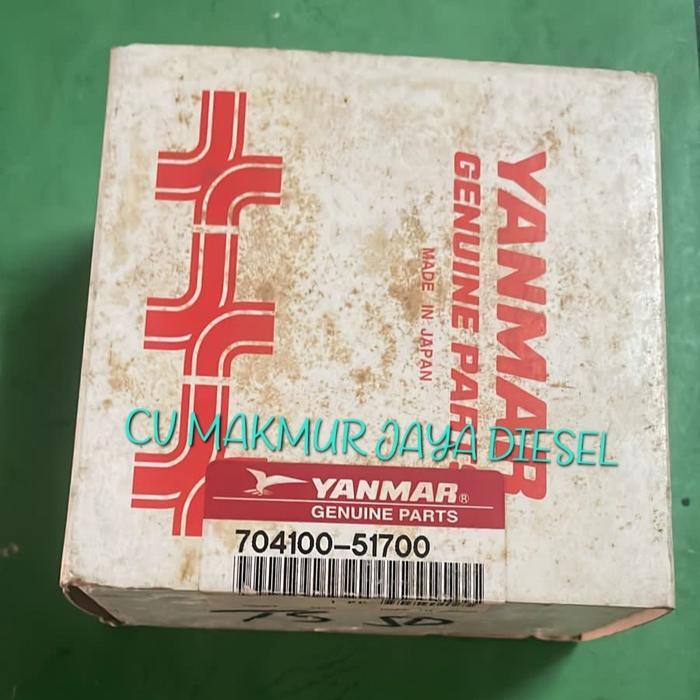 YANMAR
GENUINE PARTS
MADE IN JAPAN
CV MAKMUR JAYA DIESEL
YANMAR®
GENUINE PARTS
704100-51700